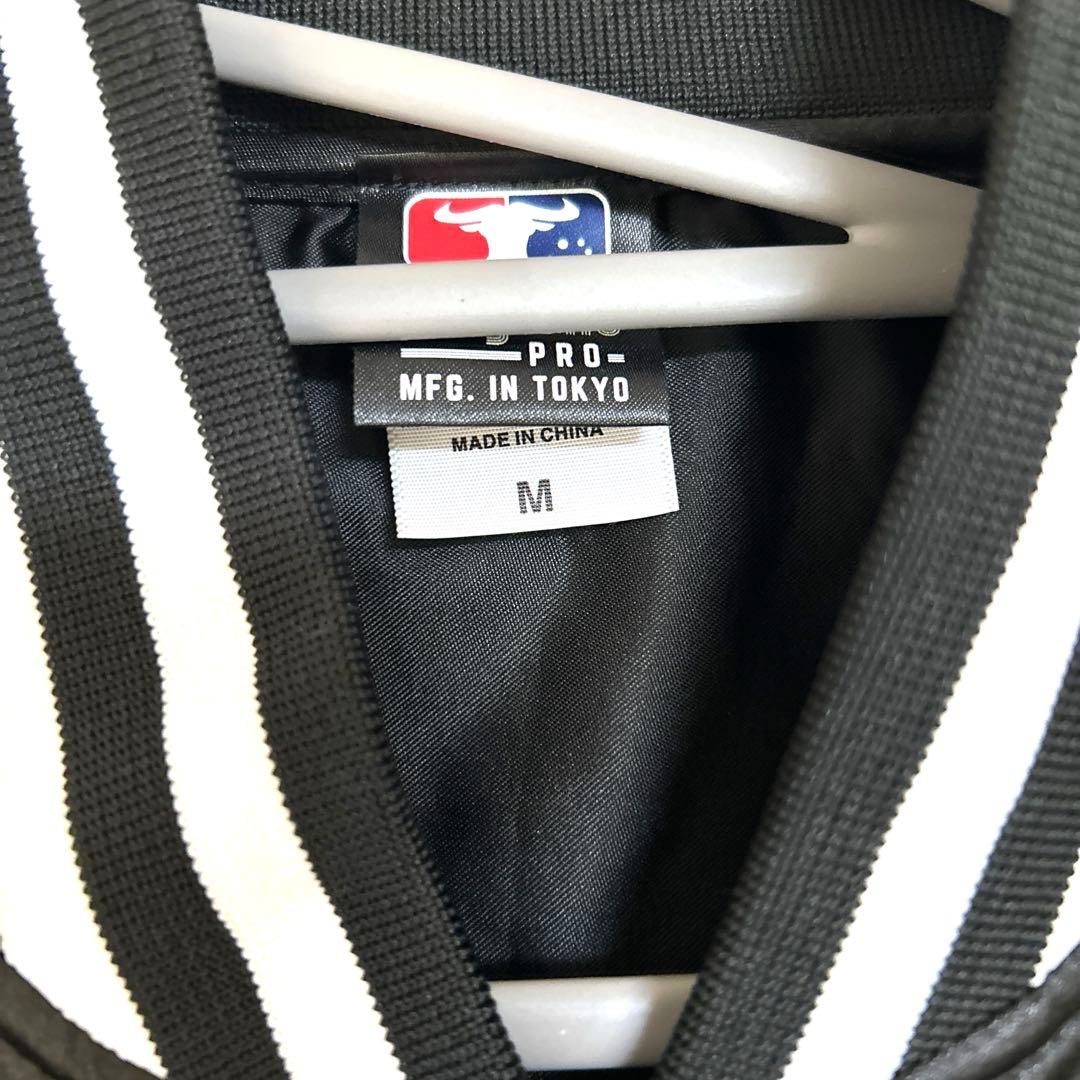 PRO
MFG. IN TOKYO
MADE IN CHINA
M